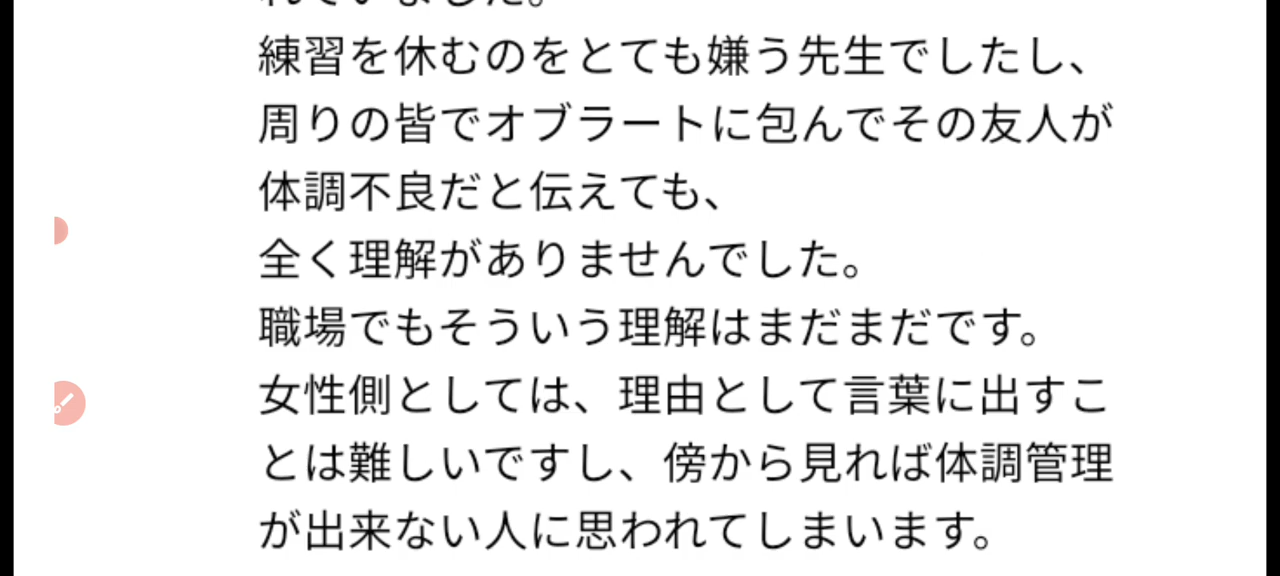 れていました。
練習を休むのをとても嫌う先生でしたし、
周りの皆でオブラートに包んでその友人が
体調不良だと伝えても、
全く理解がありませんでした。
職場でもそういう理解はまだまだです。
女性側としては、理由として言葉に出すこ
とは難しいですし、傍から見れば体調管理
が出来ない人に思われてしまいます。